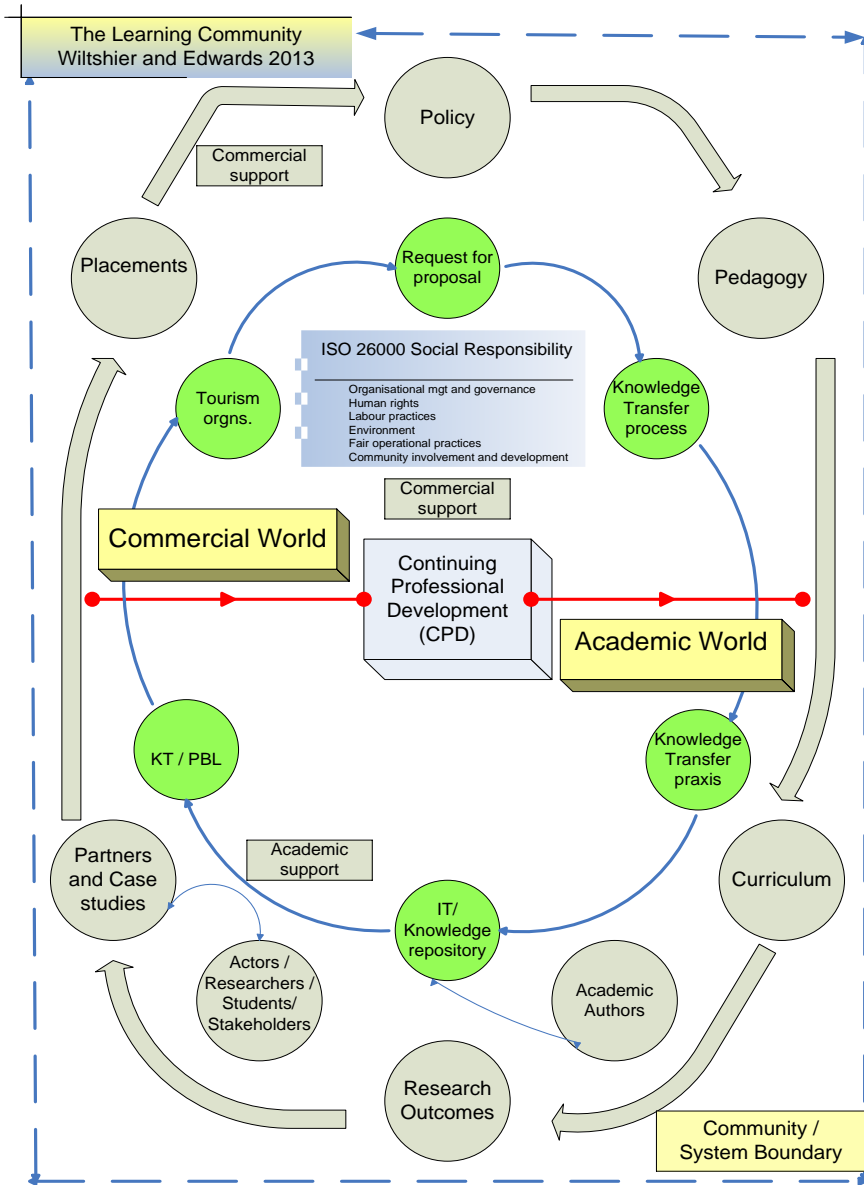 The Learning Community
Wiltshier and Edwards 2013
Policy
Commercial
support
Placements
Pedagogy
Request for
proposal
ISO 26000 Social Responsibility
Organisational mgt and governance
Human rights
Labour practices
Environment
Fair operational practices
Community involvement and development
Tourism
orgns.
Knowledge
Transfer
process
Commercial
support
Commercial World
Continuing
Professional
Development
(CPD)
Academic World
KT / PBL
Knowledge
Transfer
praxis
Academic
support
Partners
and Case
studies
Curriculum
IT/
Knowledge
repository
Actors /
Researchers /
Students/
Stakeholders
Academic
Authors
Research
Outcomes
Community /
System Boundary